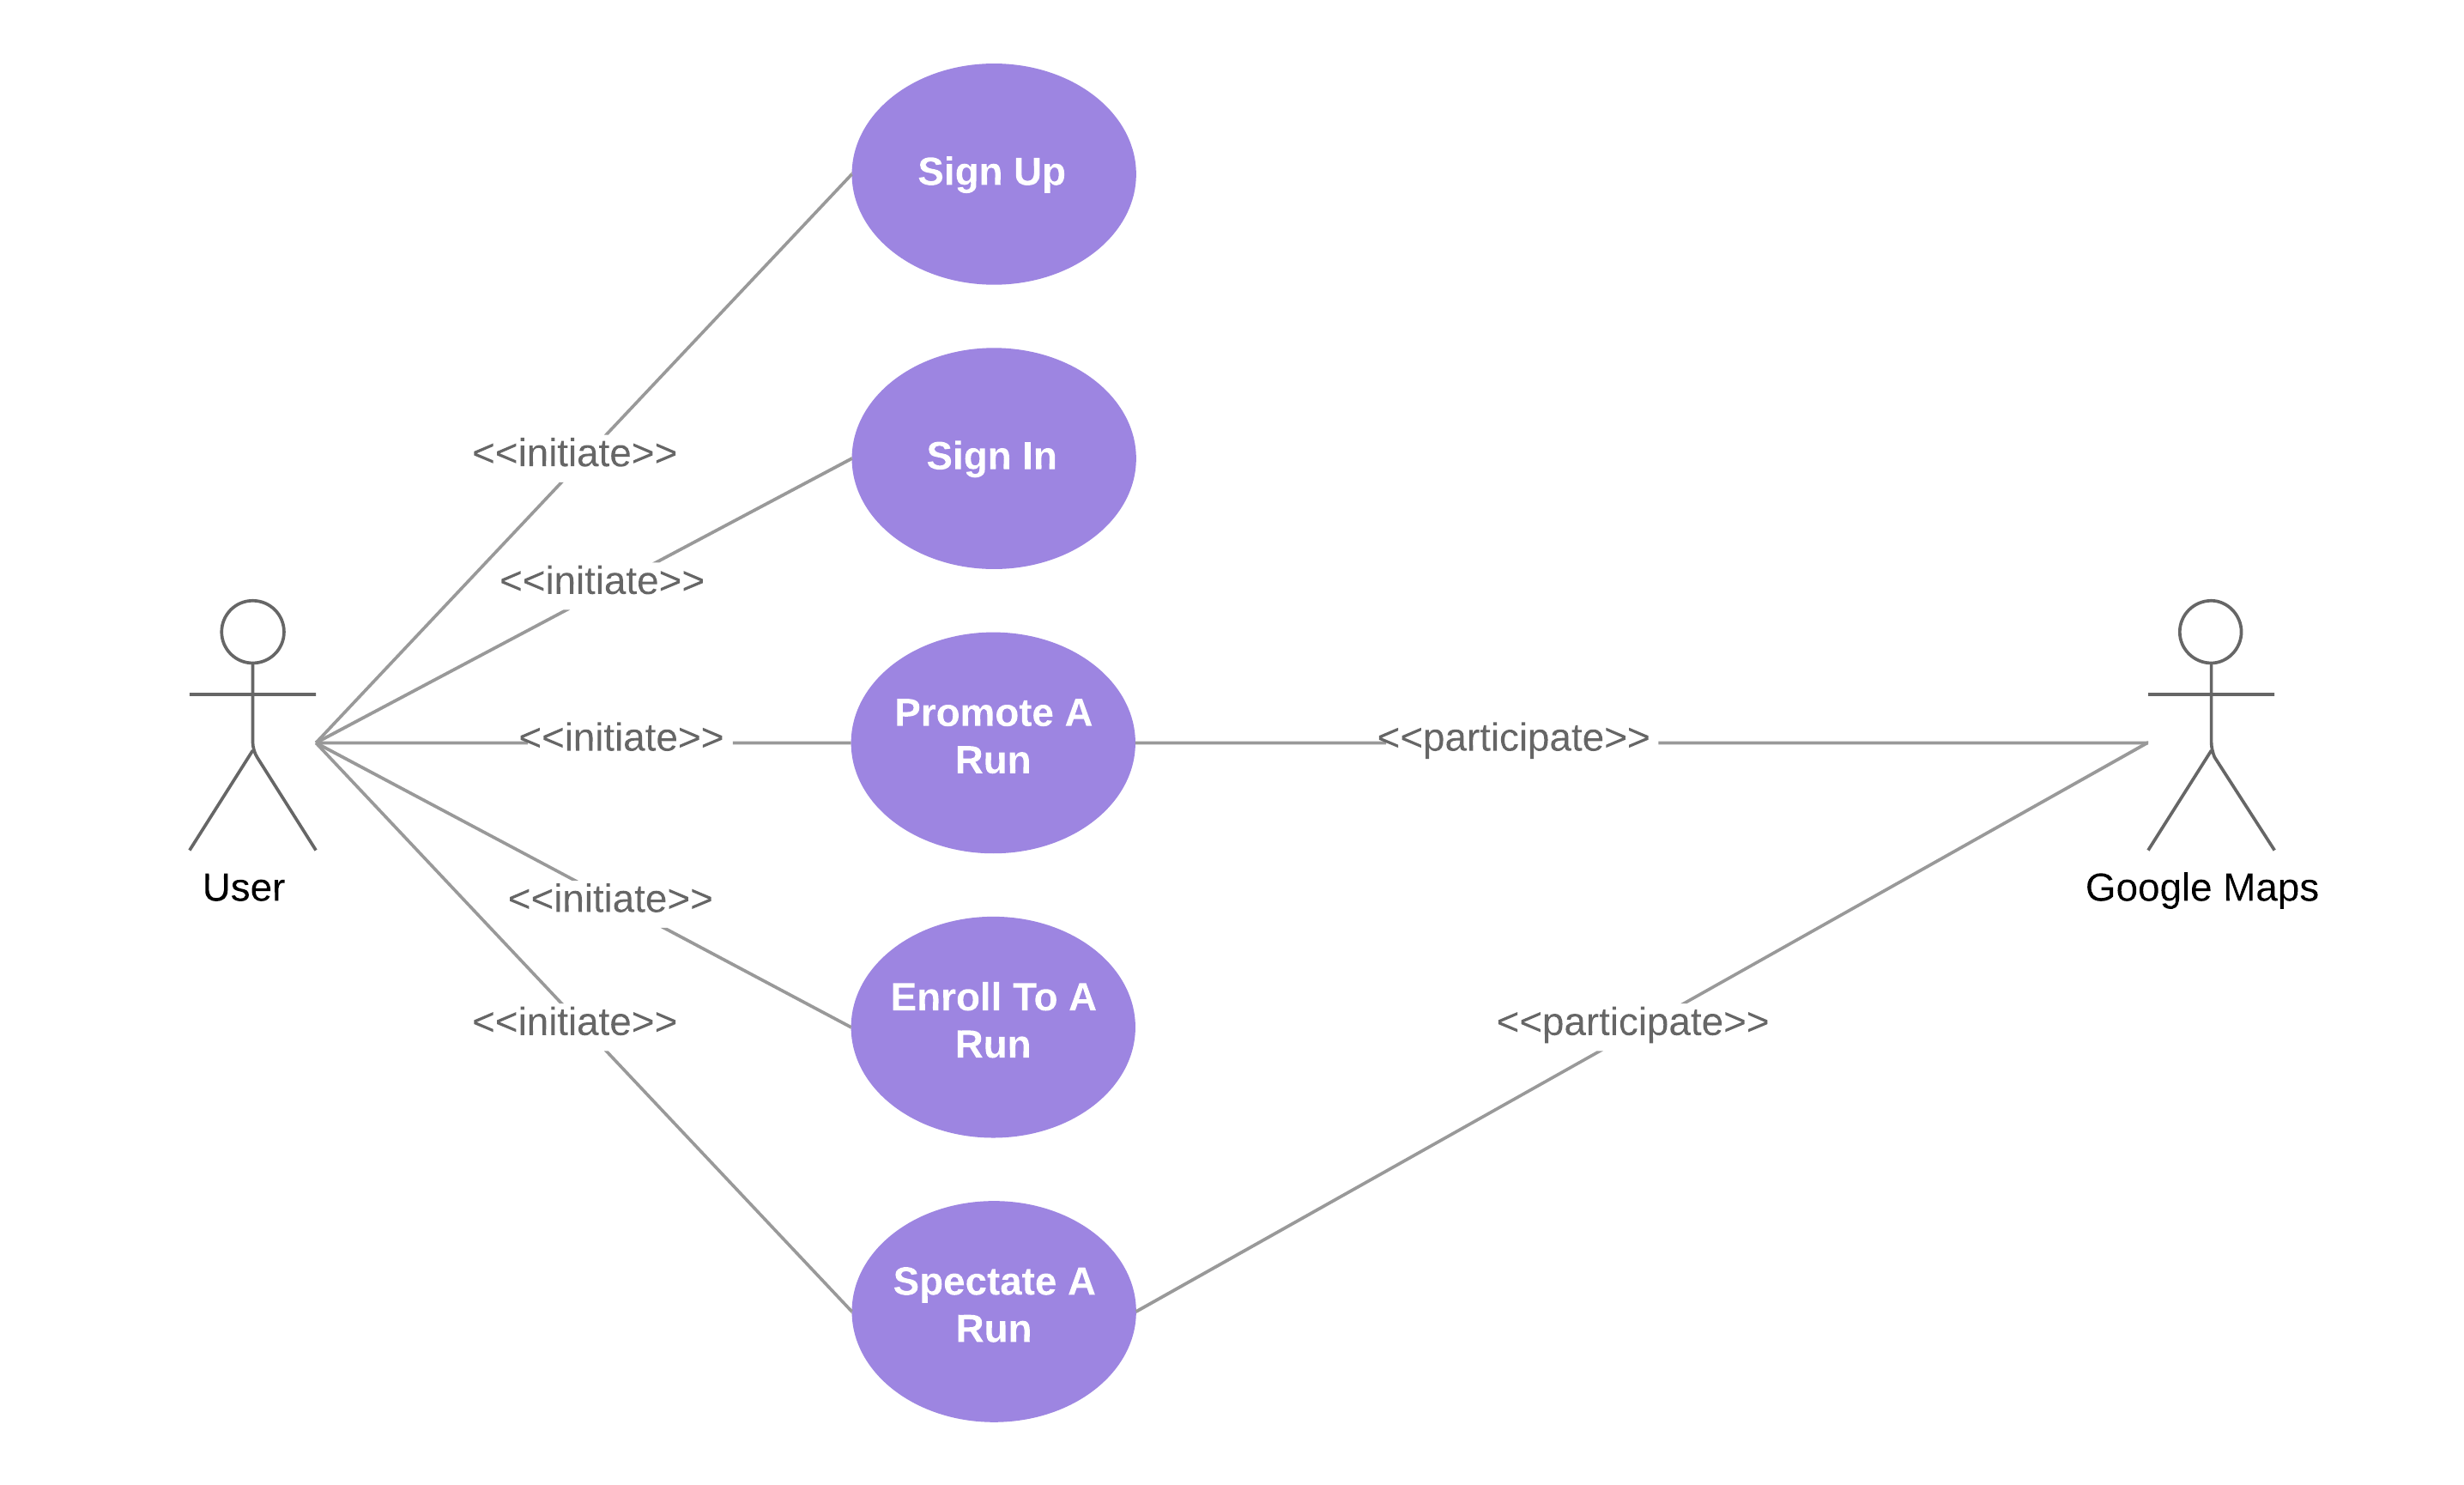 Sign Up
<<initiate>>
Sign In
<<initiate>>
Promote A
Run
<<initiate>>
<<participate>>
User
Google Maps
<<initiate>>
Enroll To A
Run
<<initiate>>
<<participate>>
Spectate A
Run